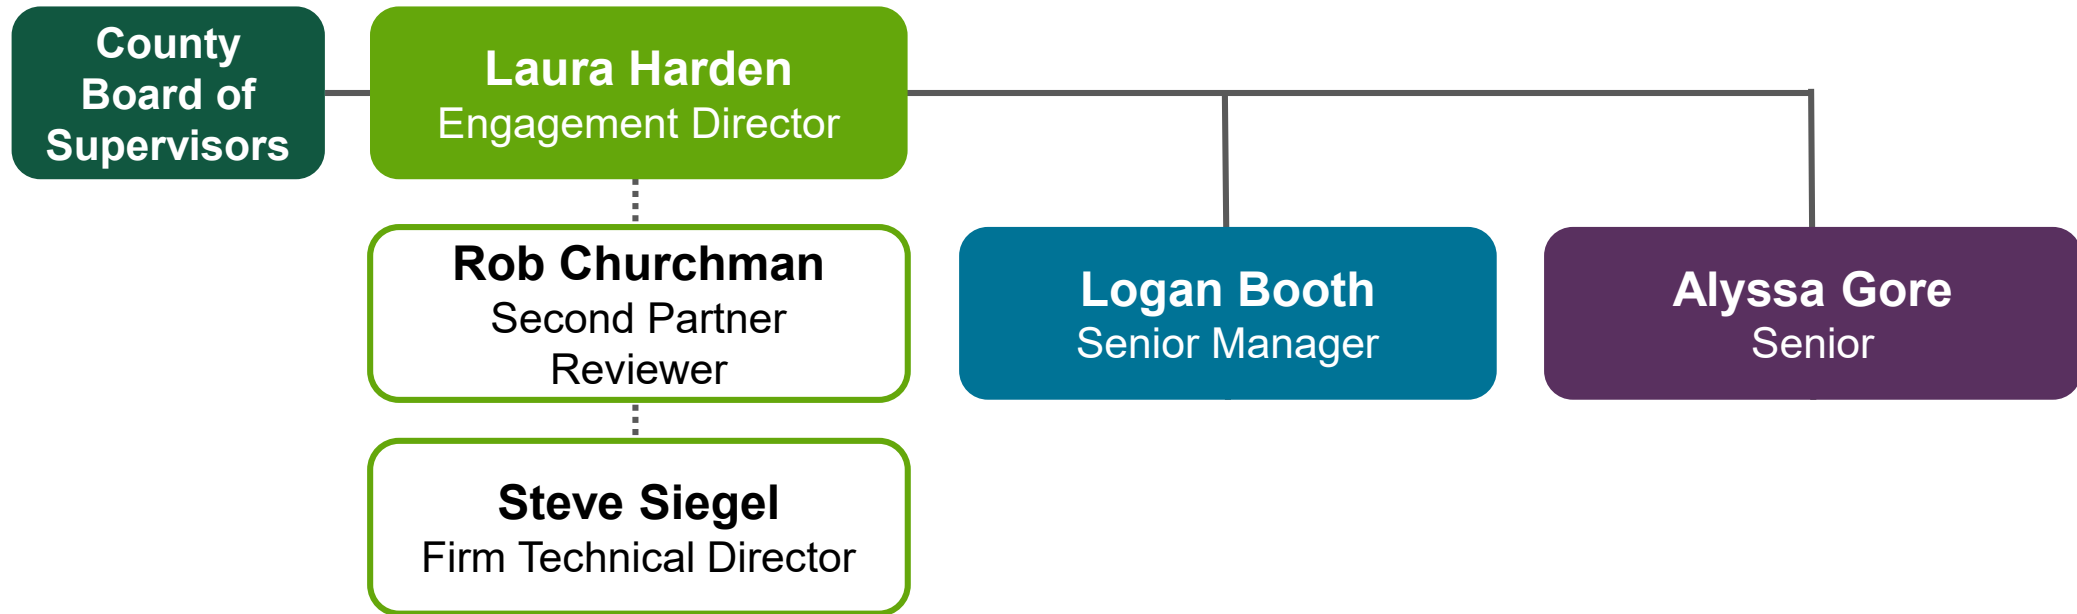 County
Board of
Supervisors
Laura Harden
Engagement Director
Rob Churchman
Second Partner
Reviewer
Logan Booth
Senior Manager
Alyssa Gore
Senior
Steve Siegel
Firm Technical Director